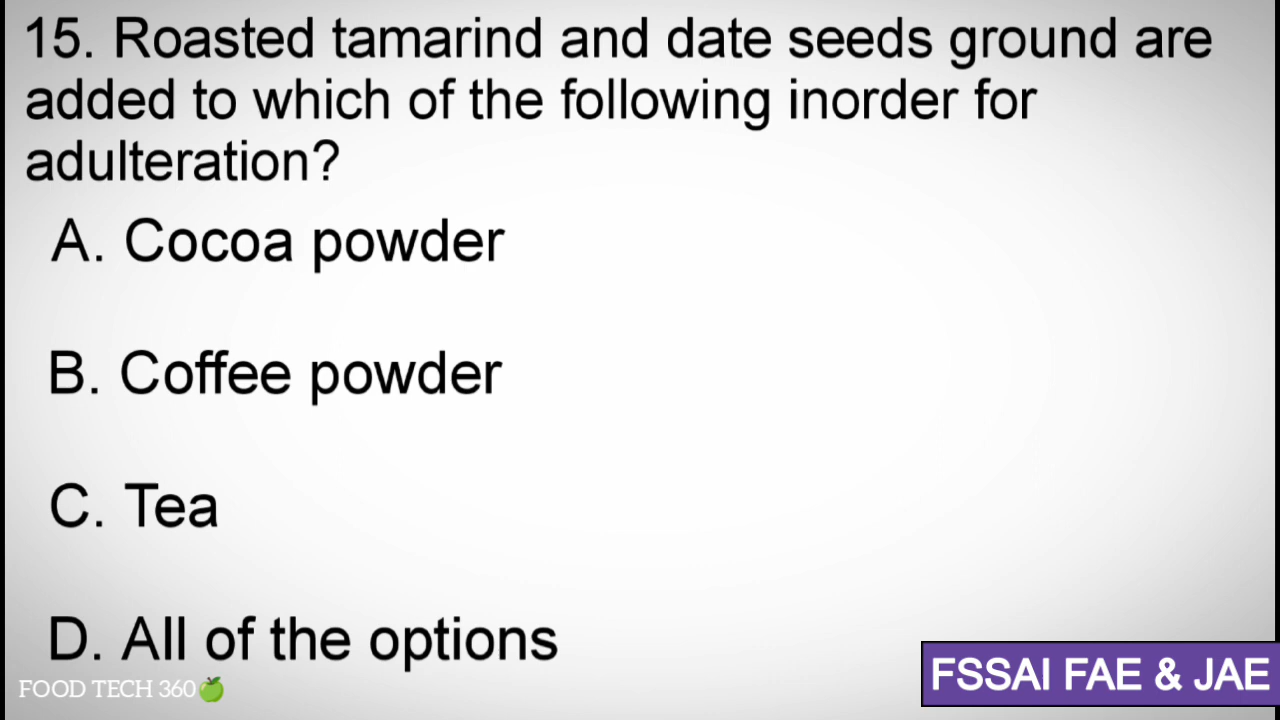 15. Roasted tamarind and date seeds ground are
added to which of the following inorder for
adulteration?
A. Cocoa powder
B. Coffee powder
C. Tea
D. All of the options
FOOD TECH 360
FSSAI FAE & JAE